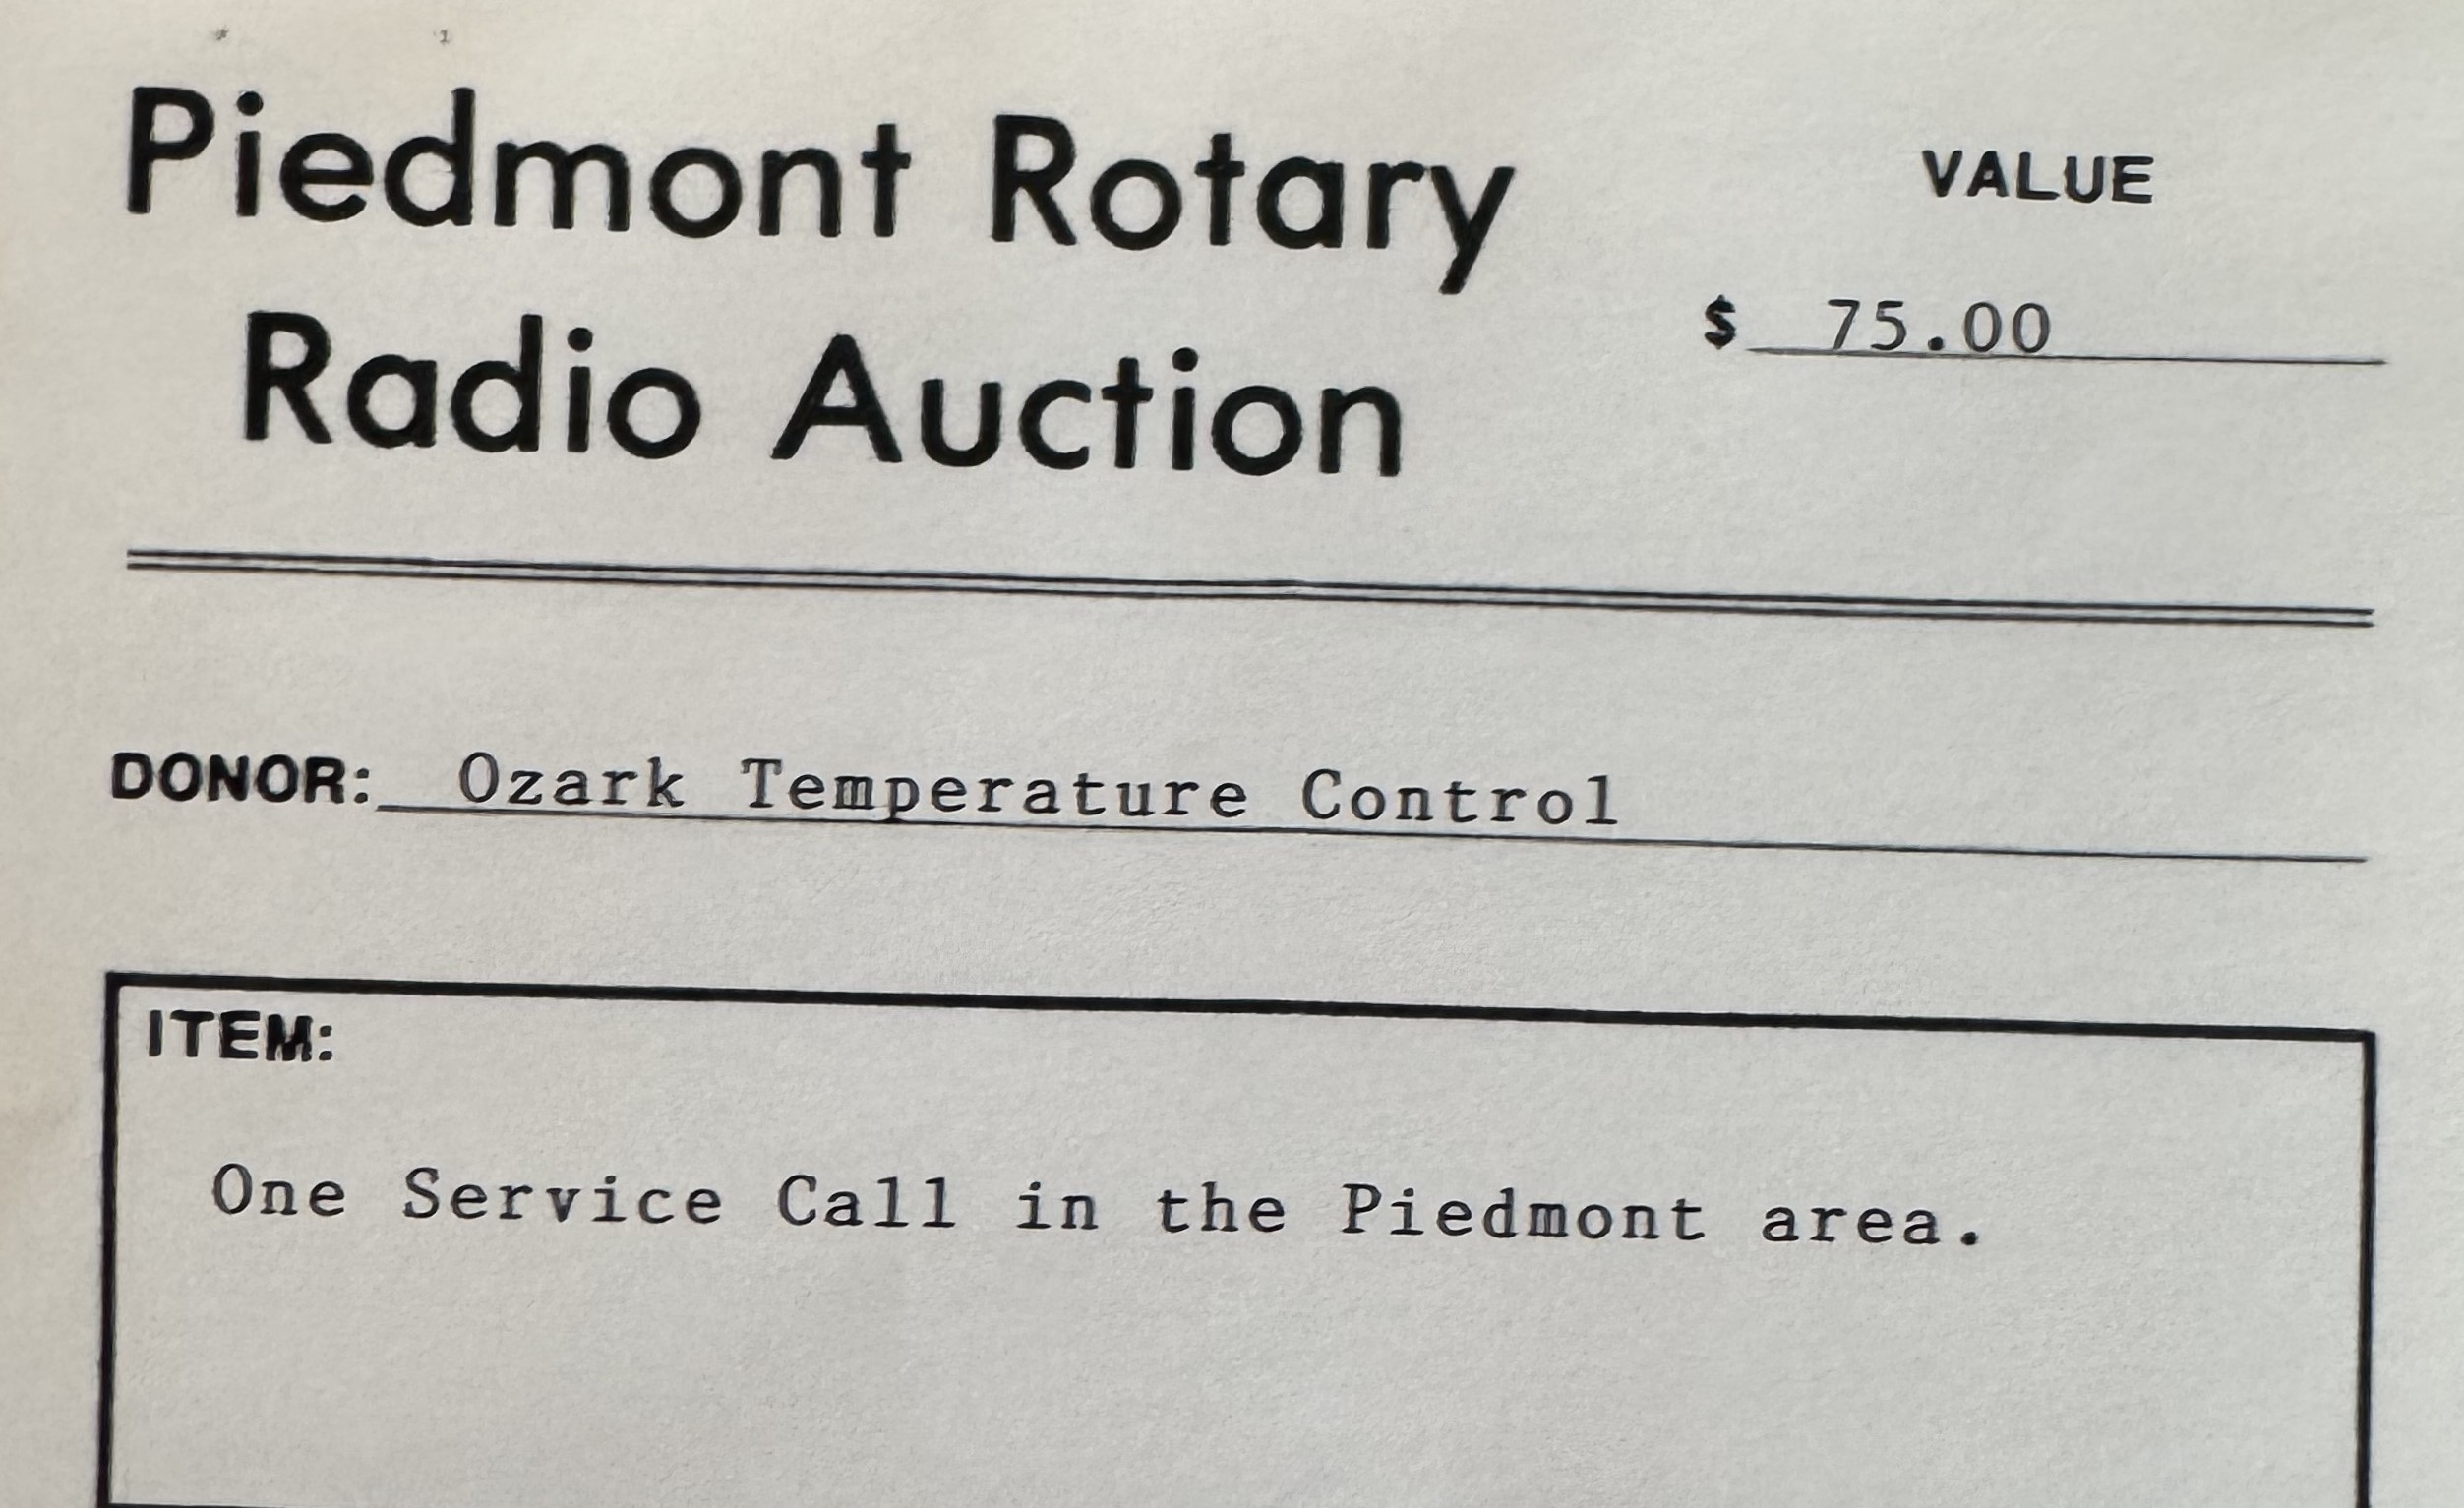 Piedmont Rotary
Radio Auction
VALUE
$ 75.00
DONOR: Ozark Temperature Control
ITEM:
One Service Call in the Piedmont area.